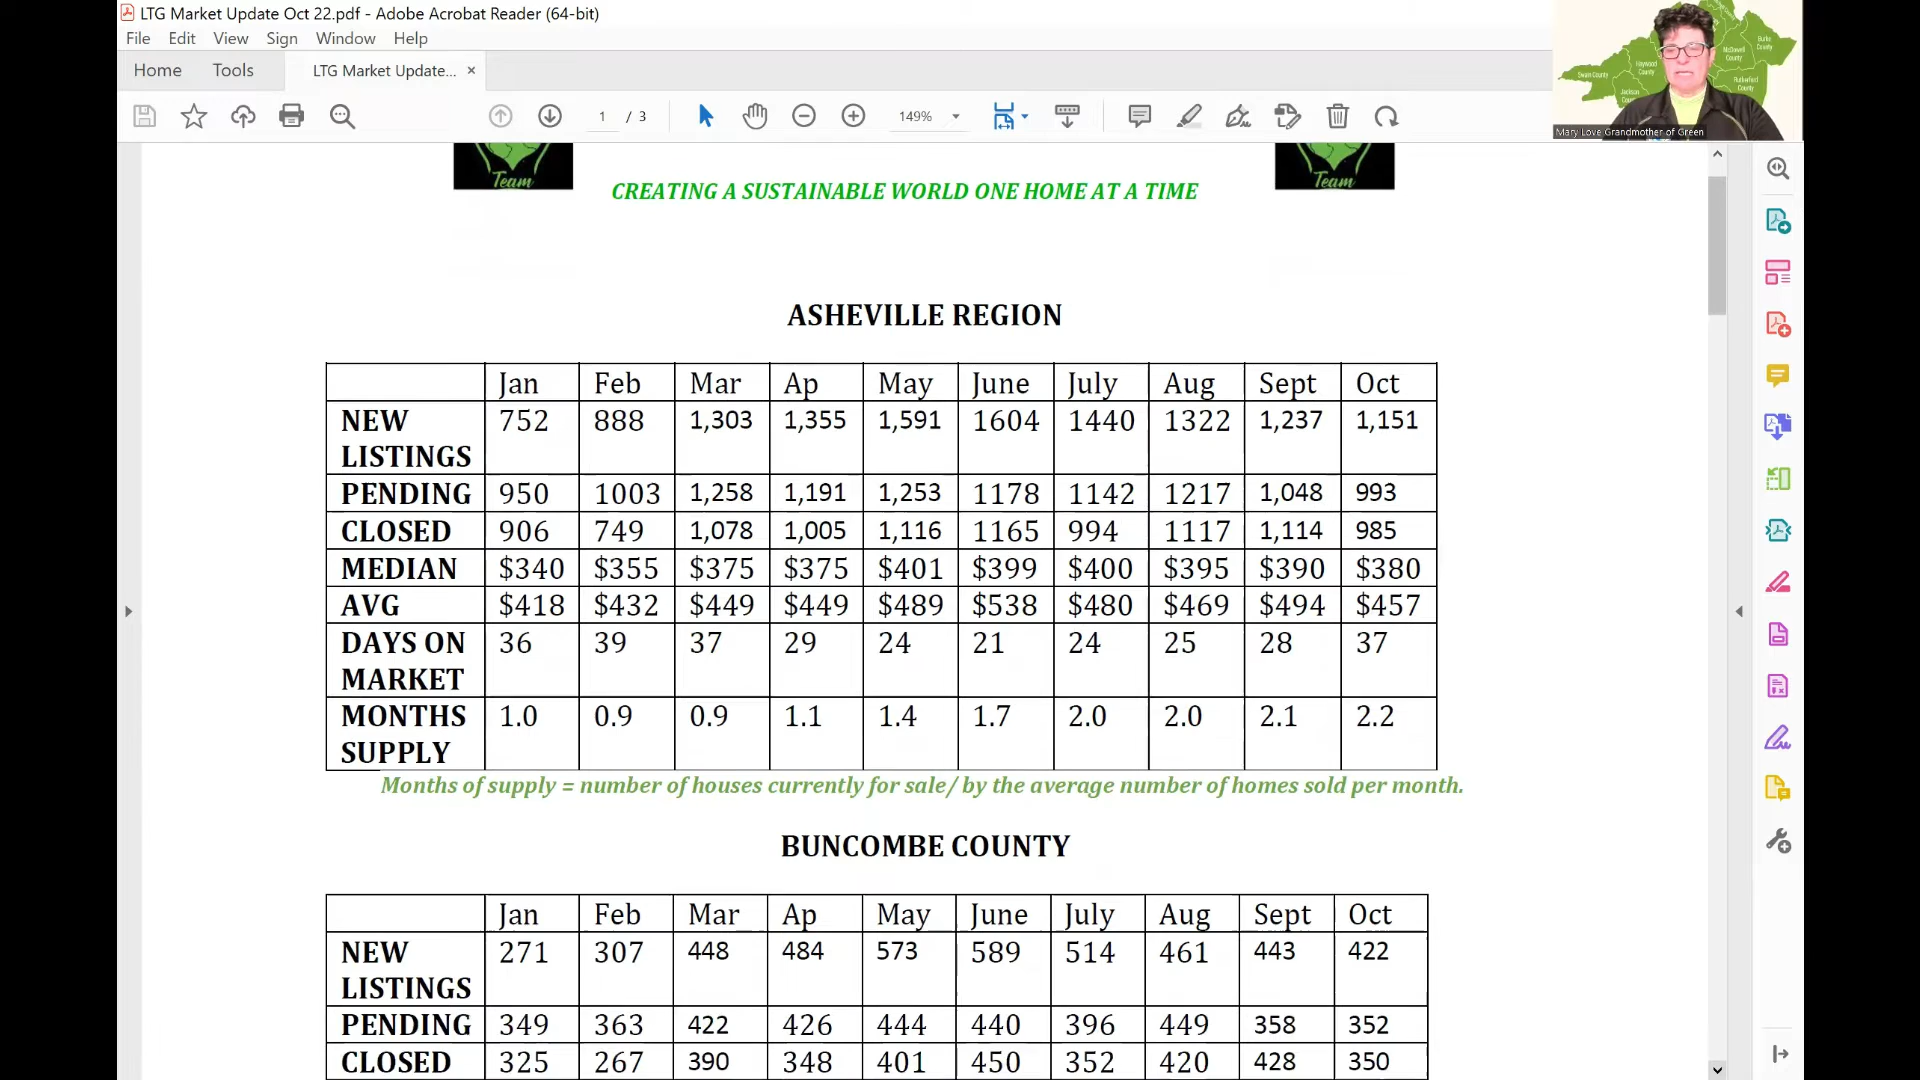 LTG Market Update Oct 22.pdf - Adobe Acrobat Reader (64-bit)
File Edit View Sign Window Help
Home Tools LTG Market Update... ×
1 / 3 149%
Swain County
Haywood County
Jackson
McDowell County
Burke County
Rutherford County
Mary Love Grandmother of Green
Team Team
CREATING A SUSTAINABLE WORLD ONE HOME AT A TIME
ASHEVILLE REGION
Jan Feb Mar Ap May June July Aug Sept Oct
NEW LISTINGS 752 888 1,303 1,355 1,591 1604 1440 1322 1,237 1,151
PENDING 950 1003 1,258 1,191 1,253 1178 1142 1217 1,048 993
CLOSED 906 749 1,078 1,005 1,116 1165 994 1117 1,114 985
MEDIAN $340 $355 $375 $375 $401 $399 $400 $395 $390 $380
AVG $418 $432 $449 $449 $489 $538 $480 $469 $494 $457
DAYS ON MARKET 36 39 37 29 24 21 24 25 28 37
MONTHS SUPPLY 1.0 0.9 0.9 1.1 1.4 1.7 2.0 2.0 2.1 2.2
Months of supply = number of houses currently for sale/ by the average number of homes sold per month.
BUNCOMBE COUNTY
Jan Feb Mar Ap May June July Aug Sept Oct
NEW LISTINGS 271 307 448 484 573 589 514 461 443 422
PENDING 349 363 422 426 444 440 396 449 358 352
CLOSED 325 267 390 348 401 450 352 420 428 350